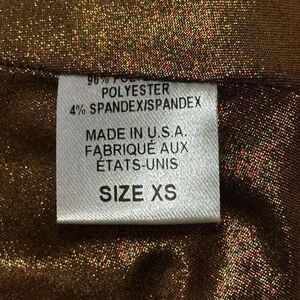 POLYESTER
4% SPANDEX/SPANDEX
MADE IN U.S.A.
FABRIQUÉ AUX
ÉTATS-UNIS
SIZE XS